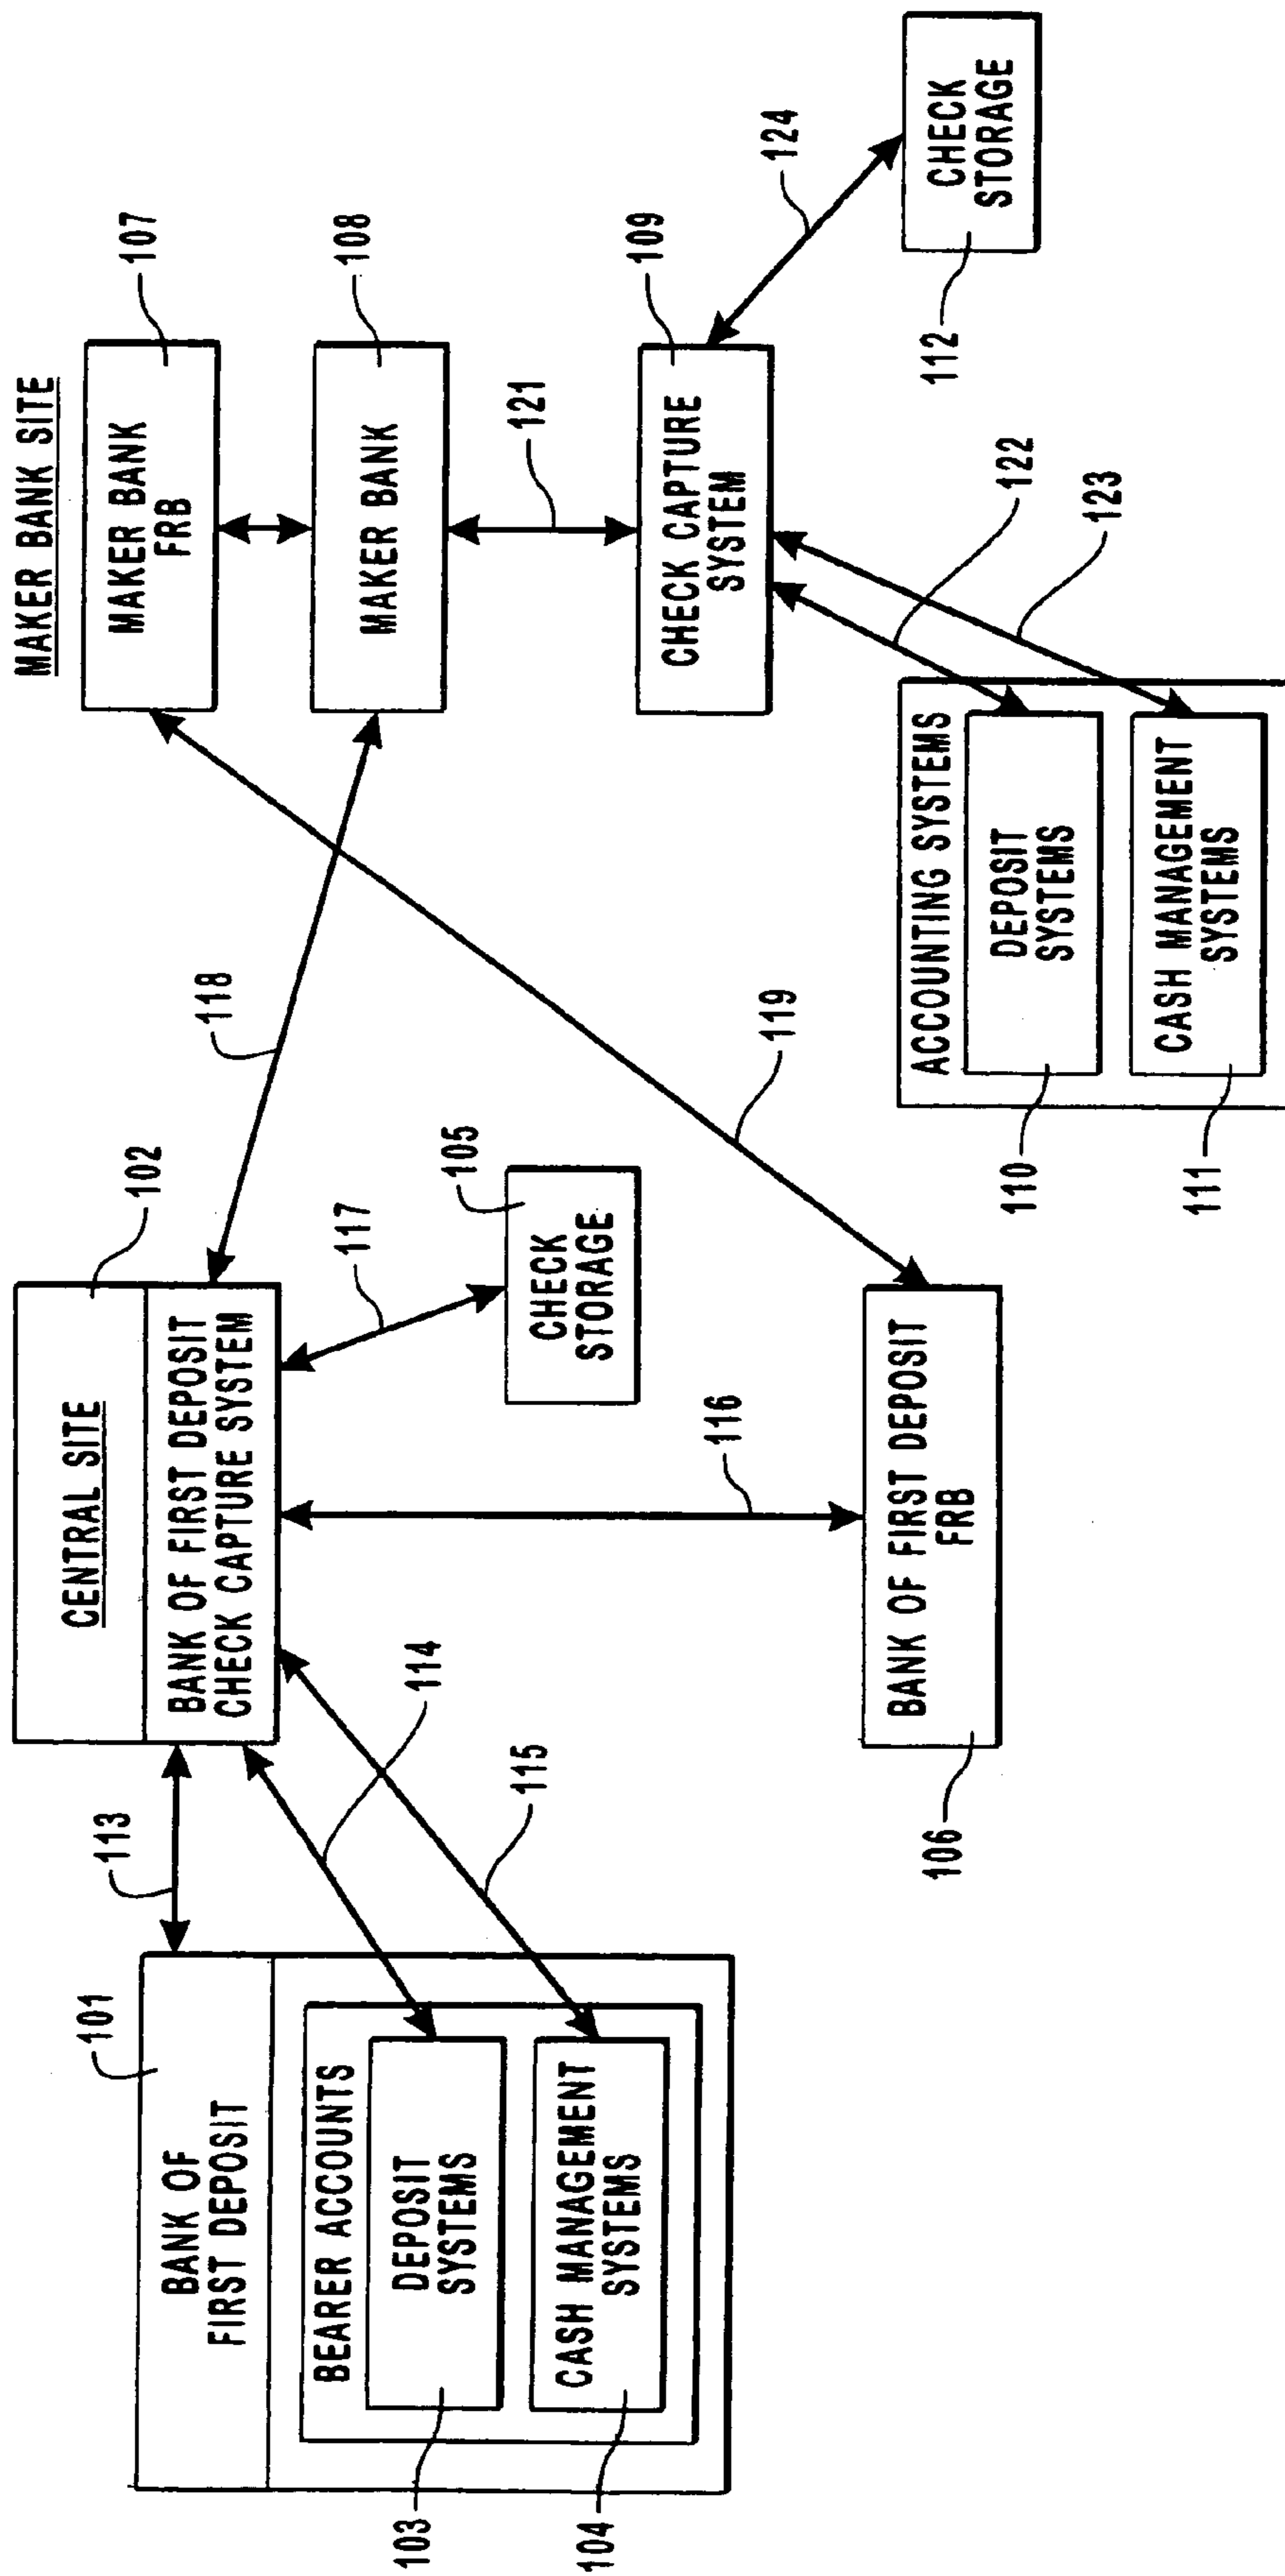 MAKER BANK SITE
101
BANK OF
FIRST DEPOSIT
BEARER ACCOUNTS
DEPOSIT
SYSTEMS
CASH MANAGEMENT
SYSTEMS
103
104
113
114
115
102
CENTRAL SITE
BANK OF FIRST DEPOSIT
CHECK CAPTURE SYSTEM
116
117
105
CHECK
STORAGE
BANK OF FIRST DEPOSIT
FRB
106
118
119
MAKER BANK
FRB
107
MAKER BANK
108
121
CHECK CAPTURE
SYSTEM
109
122
123
124
ACCOUNTING SYSTEMS
DEPOSIT
SYSTEMS
CASH MANAGEMENT
SYSTEMS
110
111
CHECK
STORAGE
112